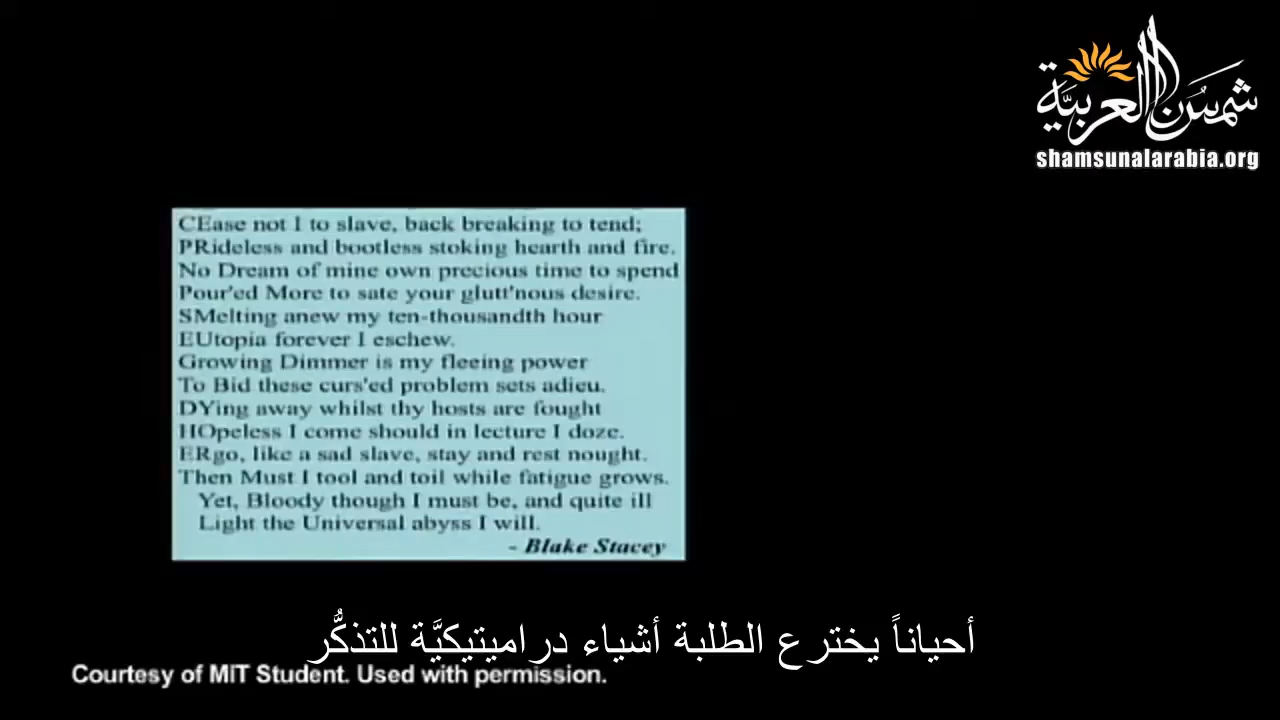 شمس العربية
shamsunalarabia.org
CEase not I to slave, back breaking to tend;
PRideless and bootless stoking hearth and fire.
No Dream of mine own precious time to spend
Pour'ed More to sate your glutt'nous desire.
SMelting anew my ten-thousandth hour
EUtopia forever I eschew.
Growing Dimmer is my fleeing power
To Bid these curs'ed problem sets adieu.
DYing away whilst thy hosts are fought
HOpeless I come should in lecture I doze.
ERgo, like a sad slave, stay and rest nought.
Then Must I tool and toil while fatigue grows.
Yet, Bloody though I must be, and quite ill
Light the Universal abyss I will.
- Blake Stacey
أحياناً يخترع الطلبة أشياء دراميتيكيَّة للتذكُّر
Courtesy of MIT Student. Used with permission.